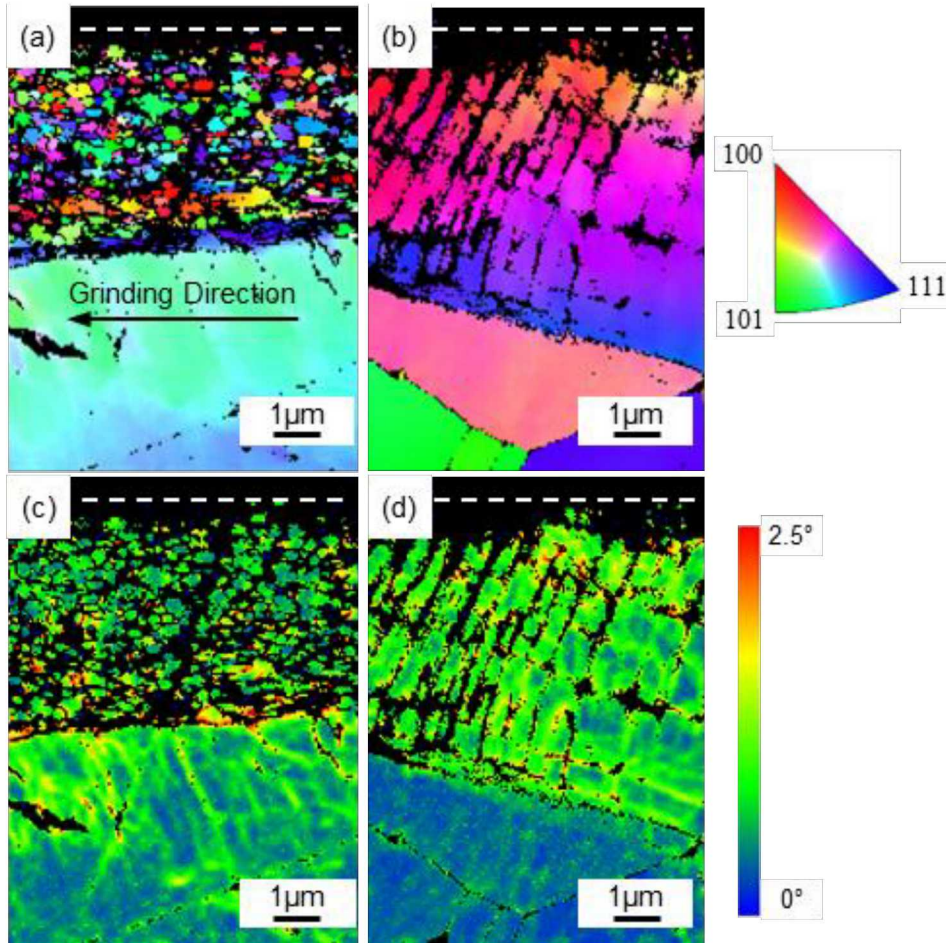 (a)
(b)
Grinding Direction
1µm
1µm
100
111
101
(c)
(d)
1µm
1µm
2.5°
0°